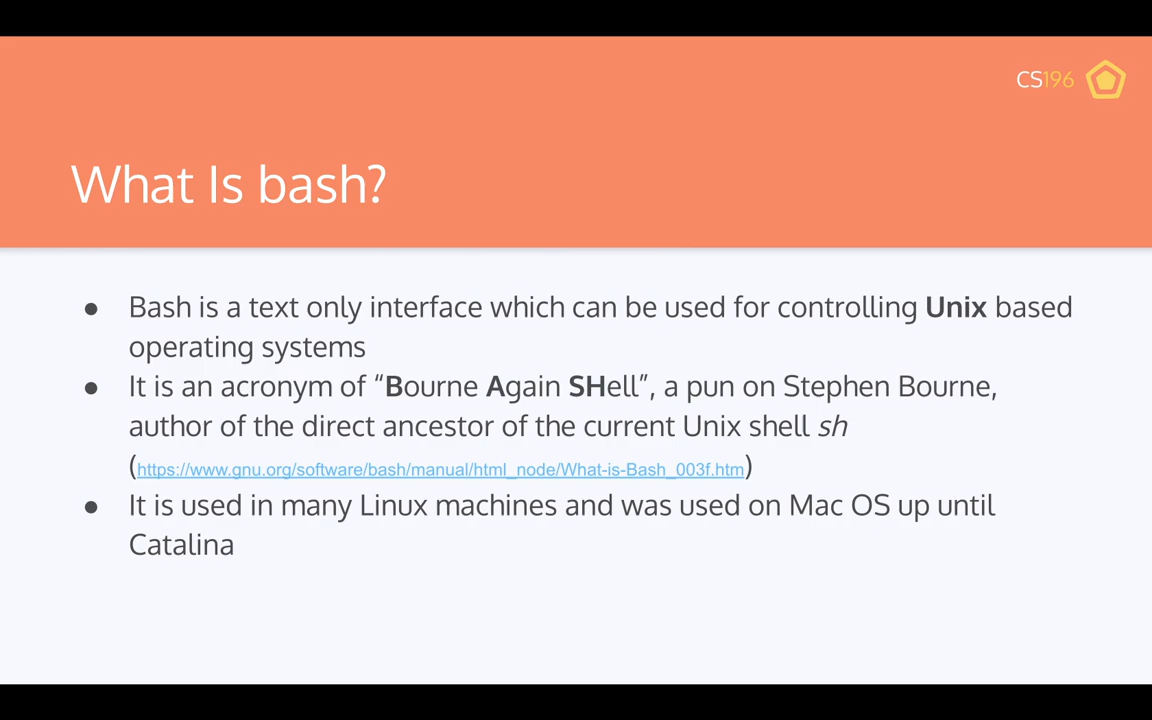 CS196
What Is bash?
● Bash is a text only interface which can be used for controlling Unix based
operating systems
● It is an acronym of “Bourne Again SHell”, a pun on Stephen Bourne,
author of the direct ancestor of the current Unix shell sh
(https://www.gnu.org/software/bash/manual/html_node/What-is-Bash_003f.htm)
● It is used in many Linux machines and was used on Mac OS up until
Catalina